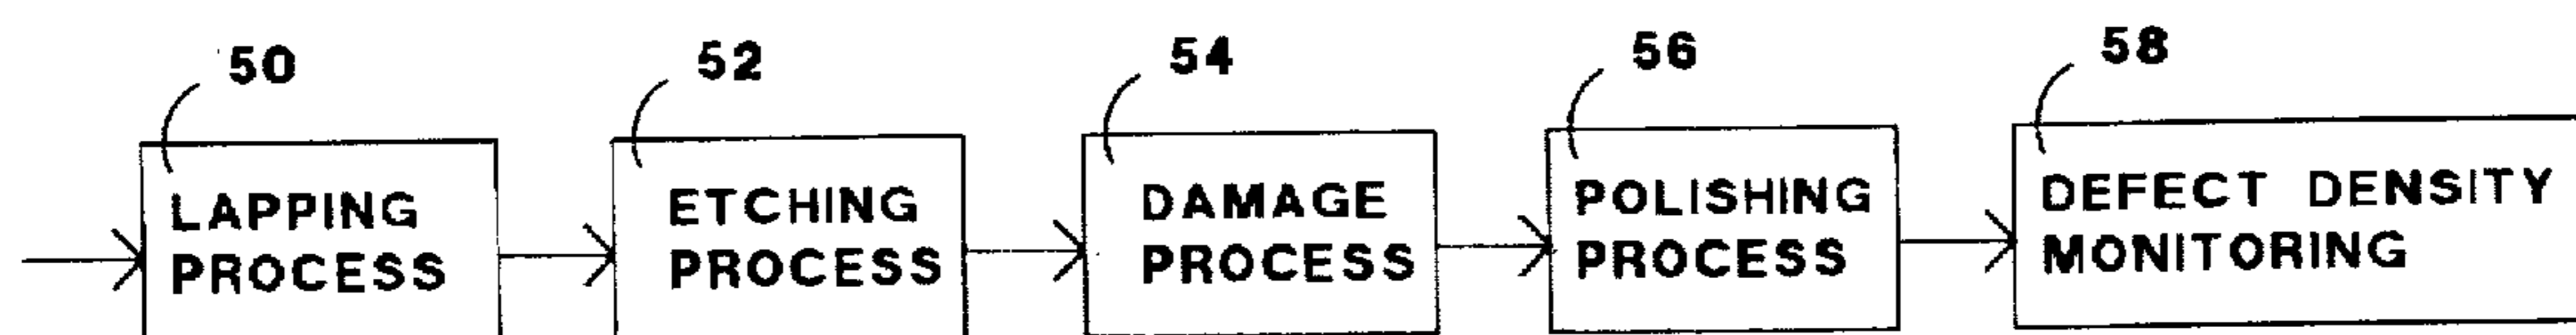 50
52
54
56
58
LAPPING
PROCESS
ETCHING
PROCESS
DAMAGE
PROCESS
POLISHING
PROCESS
DEFECT DENSITY
MONITORING